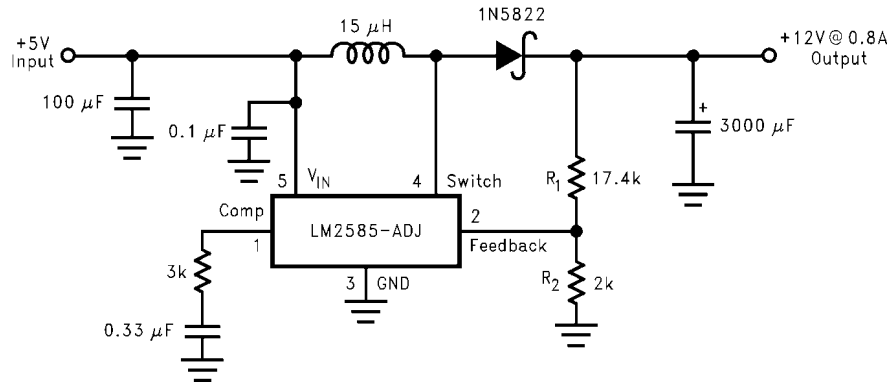 1N5822
15 μH
+5V
Input
+12V @ 0.8A
Output
100 μF
0.1 μF
+
3000 μF
5
V_IN
4
Switch
R₁
17.4k
Comp
1
LM2585-ADJ
2
Feedback
3k
3
GND
R₂
2k
0.33 μF